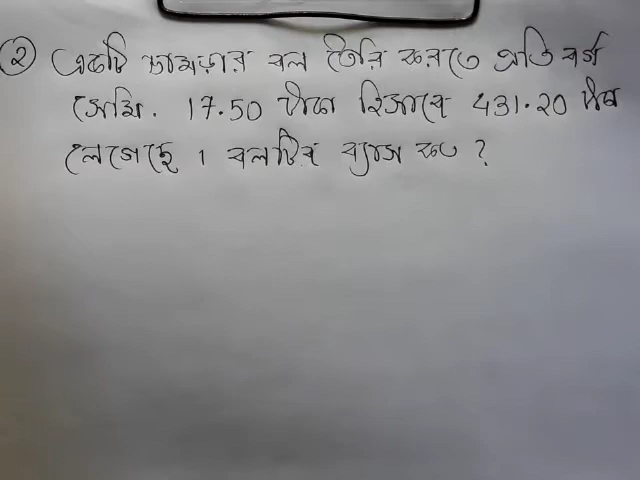 ② একটি চামড়ার বল তৈরি করতে প্রতি বর্গ
সেমি. 17.50 টাকা হিসাবে 431.20 টাকা
লেগেছে । বলটির ব্যাস কত ?